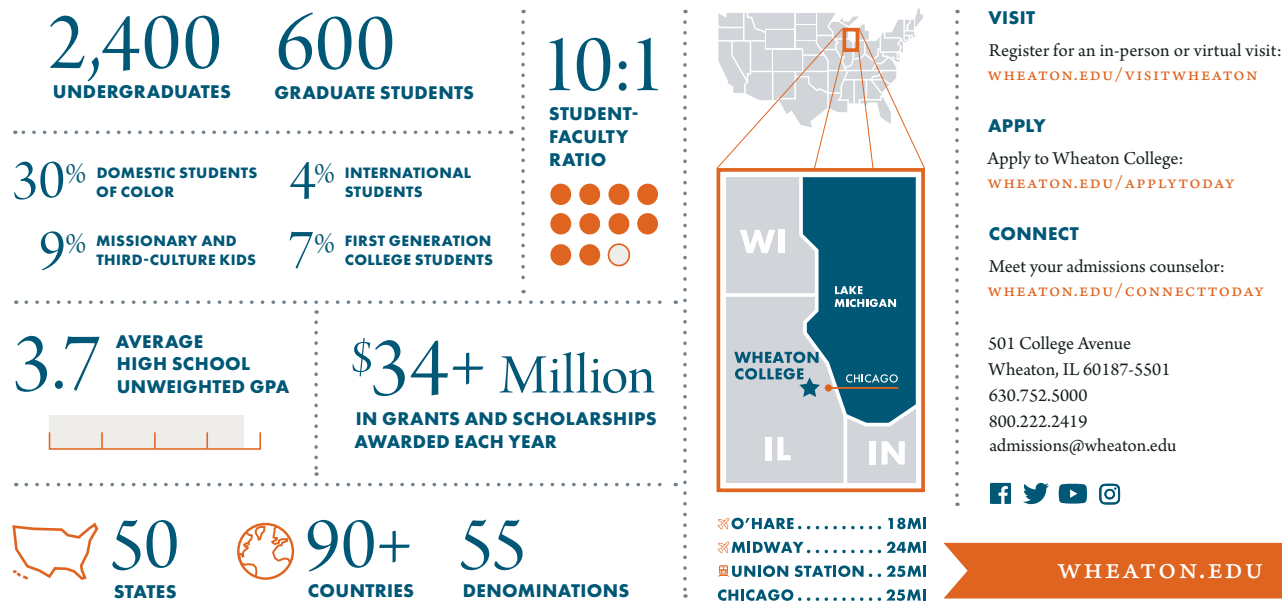 2,400
UNDERGRADUATES
600
GRADUATE STUDENTS
30% DOMESTIC STUDENTS
OF COLOR
4% INTERNATIONAL
STUDENTS
9% MISSIONARY AND
THIRD-CULTURE KIDS
7% FIRST GENERATION
COLLEGE STUDENTS
10:1
STUDENT-
FACULTY
RATIO
3.7 AVERAGE
HIGH SCHOOL
UNWEIGHTED GPA
$34+ Million
IN GRANTS AND SCHOLARSHIPS
AWARDED EACH YEAR
50
STATES
90+
COUNTRIES
55
DENOMINATIONS
WI
LAKE
MICHIGAN
WHEATON
COLLEGE
CHICAGO
IL
IN
O'HARE.......... 18MI
MIDWAY......... 24MI
UNION STATION.. 25MI
CHICAGO.......... 25MI
VISIT
Register for an in-person or virtual visit:
WHEATON.EDU/VISITWHEATON
APPLY
Apply to Wheaton College:
WHEATON.EDU/APPLYTODAY
CONNECT
Meet your admissions counselor:
WHEATON.EDU/CONNECTTODAY
501 College Avenue
Wheaton, IL 60187-5501
630.752.5000
800.222.2419
admissions@wheaton.edu
WHEATON.EDU